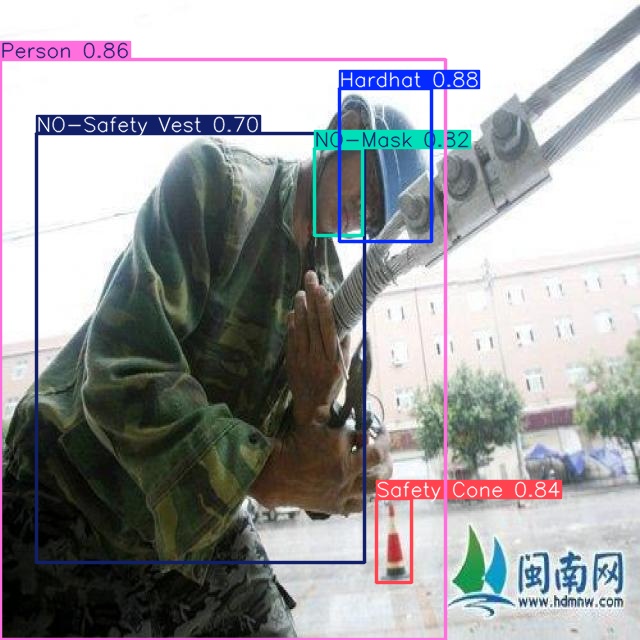 Person 0.86
Hardhat 0.88
NO-Safety Vest 0.70
NO-Mask 0.82
Safety Cone 0.84
闽南网
www.hdmnw.com